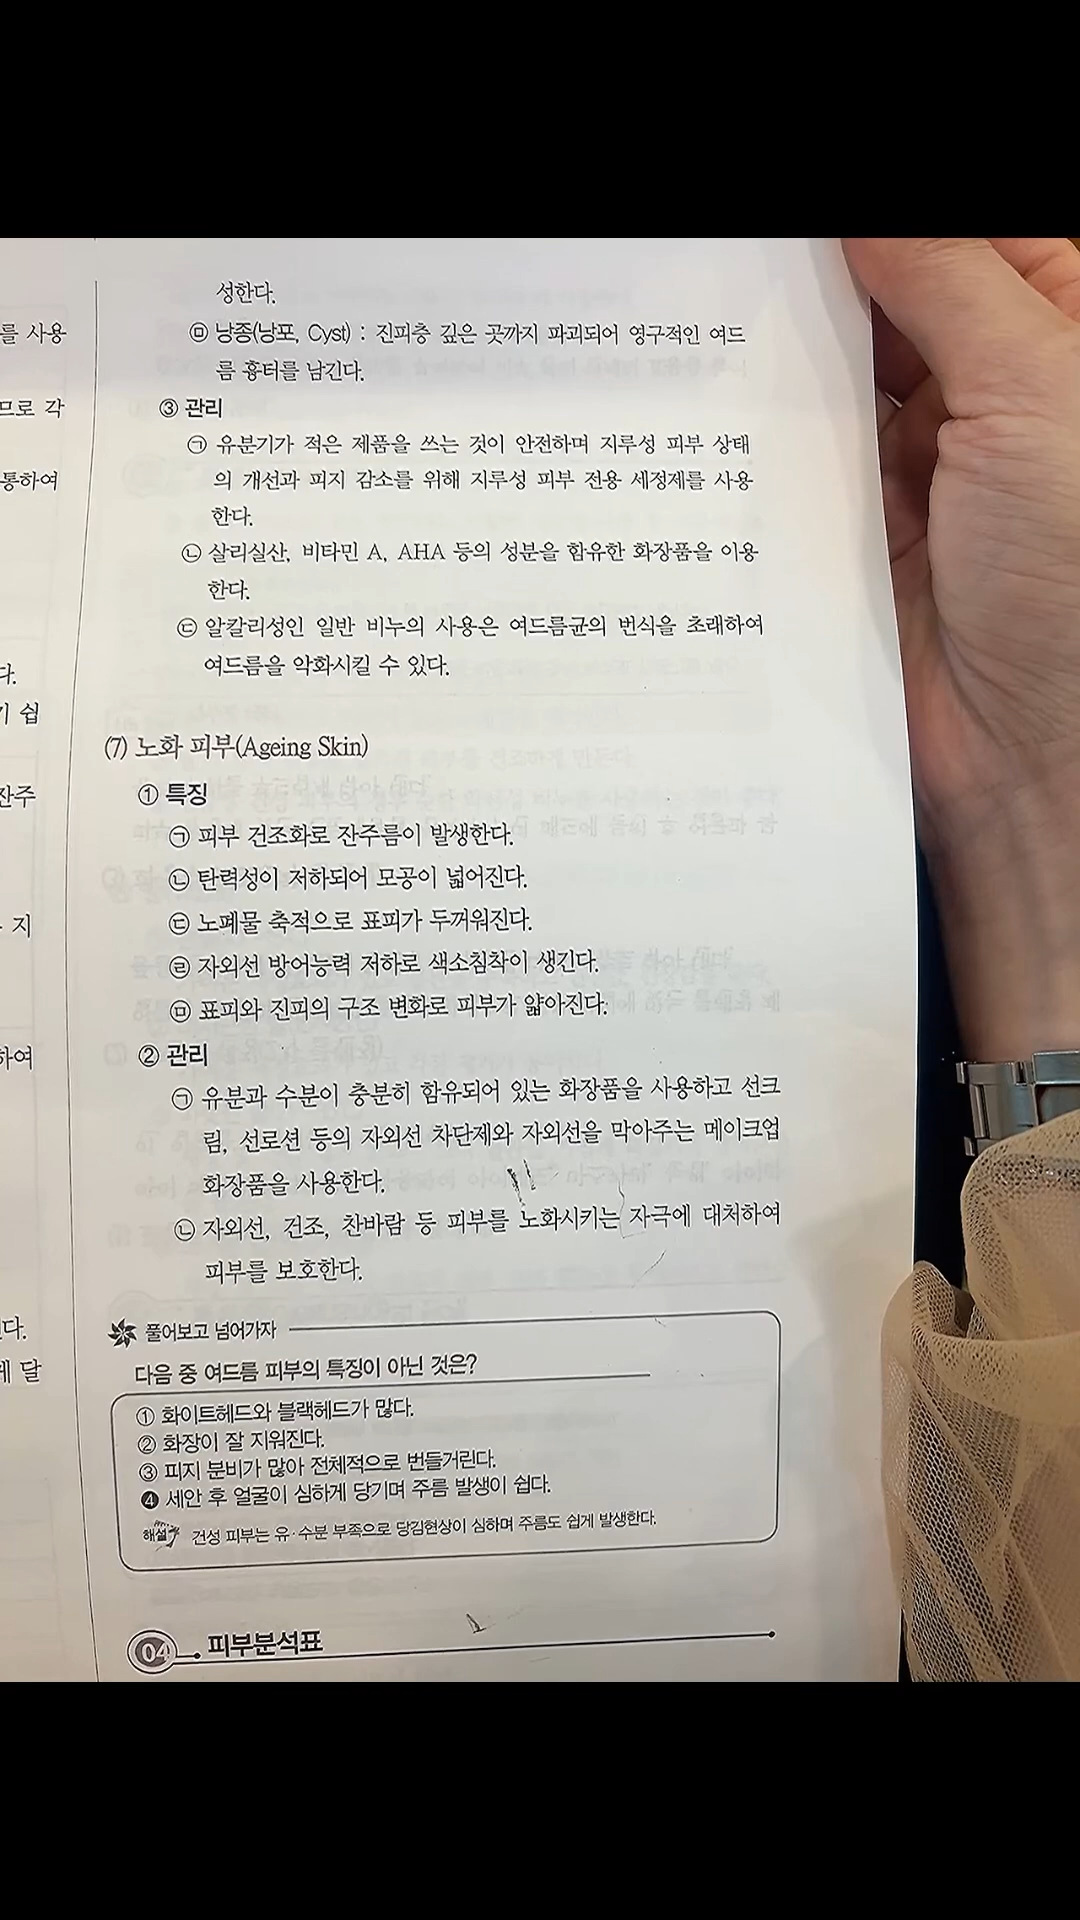 를 사용
므로 각
통하여
다.
기 쉽
잔주
지
하여
다.
게 달
성한다.
㉤ 낭종(낭포, Cyst) : 진피층 깊은 곳까지 파괴되어 영구적인 여드
름 흉터를 남긴다.
③ 관리
㉠ 유분기가 적은 제품을 쓰는 것이 안전하며 지루성 피부 상태
의 개선과 피지 감소를 위해 지루성 피부 전용 세정제를 사용
한다.
㉡ 살리실산, 비타민 A, AHA 등의 성분을 함유한 화장품을 이용
한다.
㉢ 알칼리성인 일반 비누의 사용은 여드름균의 번식을 초래하여
여드름을 악화시킬 수 있다.
(7) 노화 피부(Ageing Skin)
① 특징
㉠ 피부 건조화로 잔주름이 발생한다.
㉡ 탄력성이 저하되어 모공이 넓어진다.
㉢ 노폐물 축적으로 표피가 두꺼워진다.
㉣ 자외선 방어능력 저하로 색소침착이 생긴다.
㉤ 표피와 진피의 구조 변화로 피부가 얇아진다.
② 관리
㉠ 유분과 수분이 충분히 함유되어 있는 화장품을 사용하고 선크
림, 선로션 등의 자외선 차단제와 자외선을 막아주는 메이크업
화장품을 사용한다.
㉡ 자외선, 건조, 찬바람 등 피부를 노화시키는 자극에 대처하여
피부를 보호한다.
풀어보고 넘어가자
다음 중 여드름 피부의 특징이 아닌 것은?
① 화이트헤드와 블랙헤드가 많다.
② 화장이 잘 지워진다.
③ 피지 분비가 많아 전체적으로 번들거린다.
❹ 세안 후 얼굴이 심하게 당기며 주름 발생이 쉽다.
해설 건성 피부는 유·수분 부족으로 당김현상이 심하며 주름도 쉽게 발생한다.
04 피부분석표